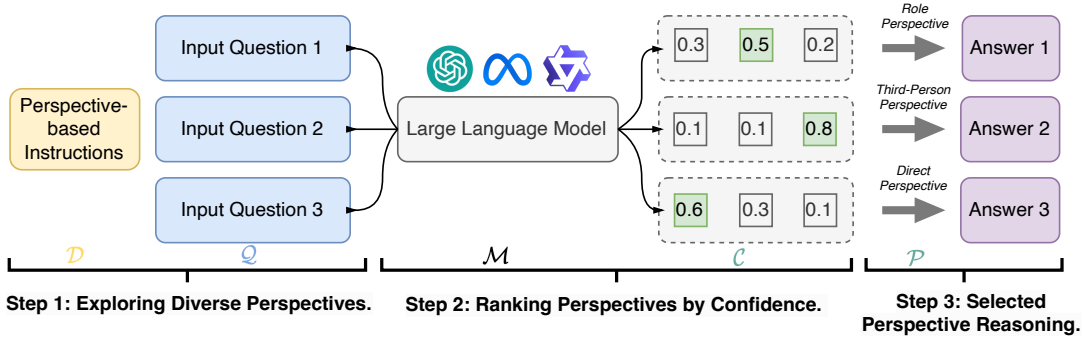 Perspective-
based
Instructions
Input Question 1
Input Question 2
Input Question 3
Large Language Model
0.3 0.5 0.2
0.1 0.1 0.8
0.6 0.3 0.1
Role
Perspective
Third-Person
Perspective
Direct
Perspective
Answer 1
Answer 2
Answer 3
𝒟 𝒬 ℳ 𝒞 𝒫
Step 1: Exploring Diverse Perspectives.
Step 2: Ranking Perspectives by Confidence.
Step 3: Selected
Perspective Reasoning.